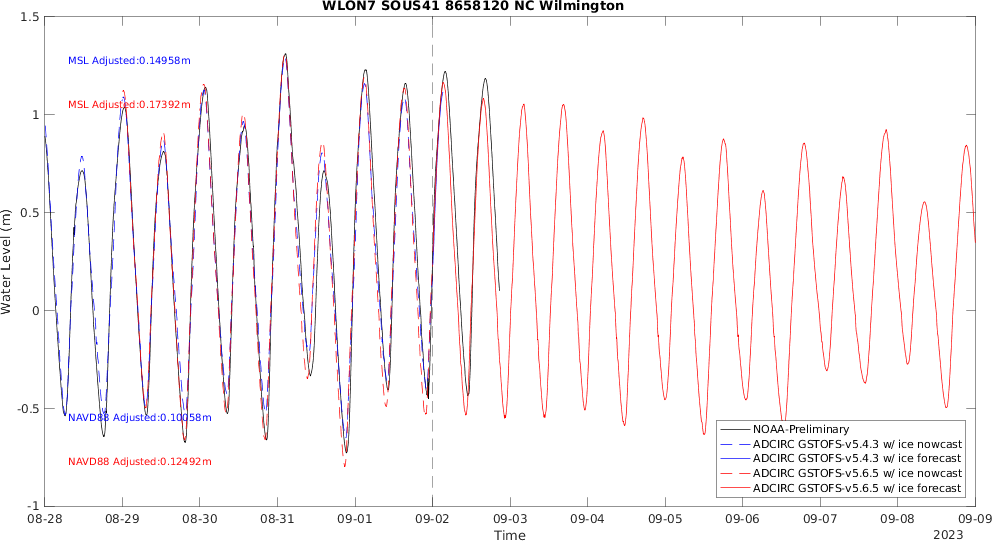 WLON7 SOUS41 8658120 NC Wilmington
1.5
1
0.5
0
-0.5
-1
Water Level (m)
MSL Adjusted:0.14958m
MSL Adjusted:0.17392m
NAVD88 Adjusted:0.10058m
NAVD88 Adjusted:0.12492m
NOAA-Preliminary
ADCIRC GSTOFS-v5.4.3 w/ ice nowcast
ADCIRC GSTOFS-v5.4.3 w/ ice forecast
ADCIRC GSTOFS-v5.6.5 w/ ice nowcast
ADCIRC GSTOFS-v5.6.5 w/ ice forecast
08-28 08-29 08-30 08-31 09-01 09-02 09-03 09-04 09-05 09-06 09-07 09-08 09-09
Time
2023